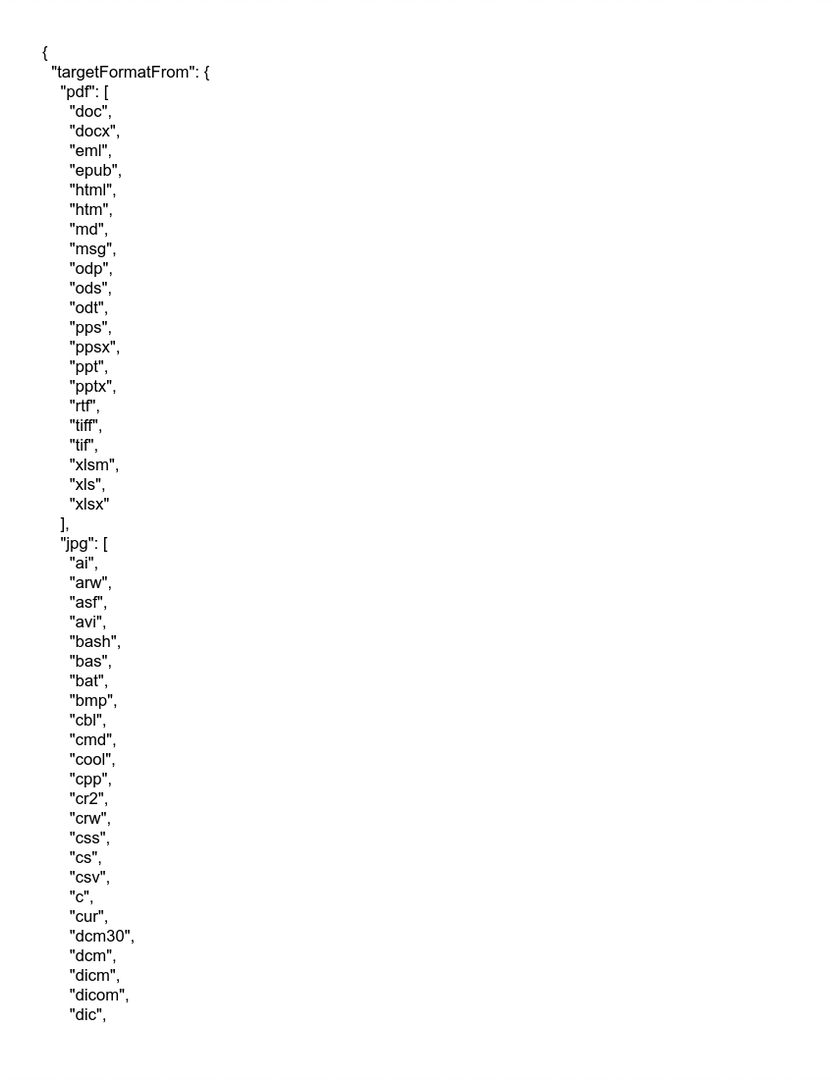 {
"targetFormatFrom": {
"pdf": [
"doc",
"docx",
"eml",
"epub",
"html",
"htm",
"md",
"msg",
"odp",
"ods",
"odt",
"pps",
"ppsx",
"ppt",
"pptx",
"rtf",
"tiff",
"tif",
"xlsm",
"xls",
"xlsx"
],
"jpg": [
"ai",
"arw",
"asf",
"avi",
"bash",
"bas",
"bat",
"bmp",
"cbl",
"cmd",
"cool",
"cpp",
"cr2",
"crw",
"css",
"cs",
"csv",
"c",
"cur",
"dcm30",
"dcm",
"dicm",
"dicom",
"dic",